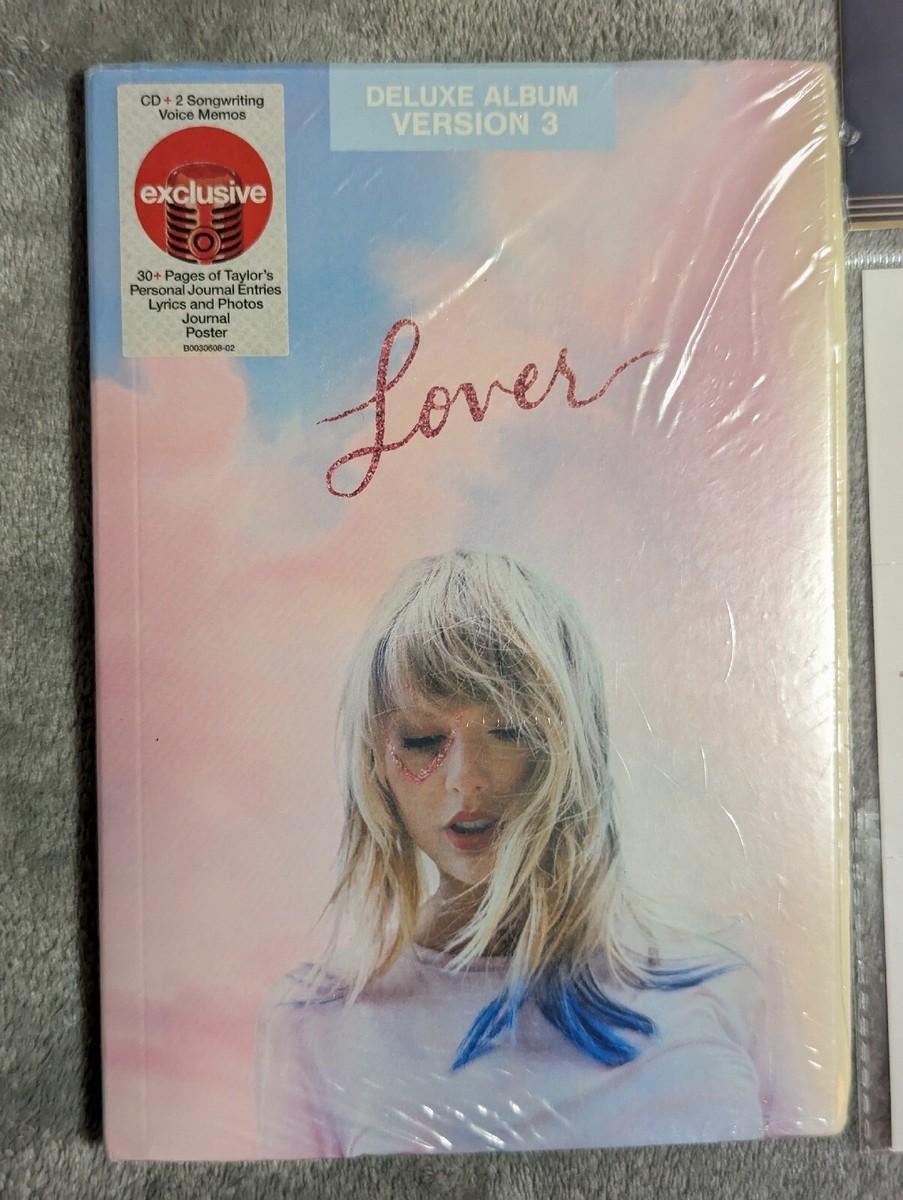 DELUXE ALBUM
VERSION 3
CD + 2 Songwriting
Voice Memos
exclusive
30+ Pages of Taylor's
Personal Journal Entries
Lyrics and Photos
Journal
Poster
B0030608-02
Lover